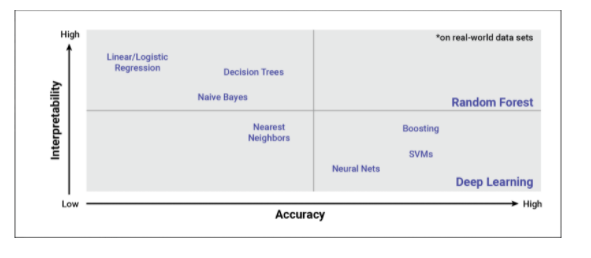 High
*on real-world data sets
Linear/Logistic
Regression
Decision Trees
Naive Bayes
Random Forest
Interpretability
Nearest
Neighbors
Boosting
SVMs
Neural Nets
Deep Learning
Low
High
Accuracy